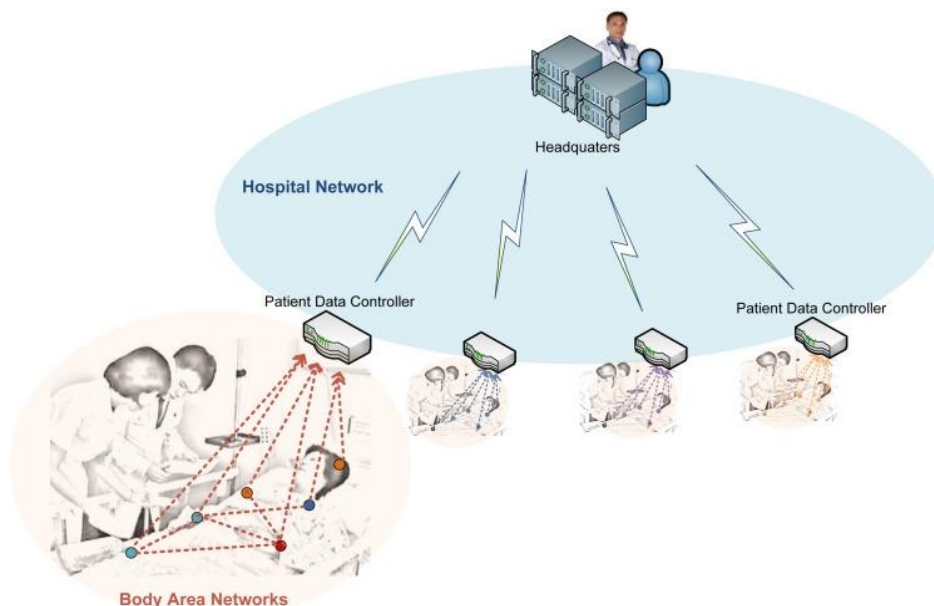 Headquaters
Hospital Network
Patient Data Controller
Patient Data Controller
Body Area Networks